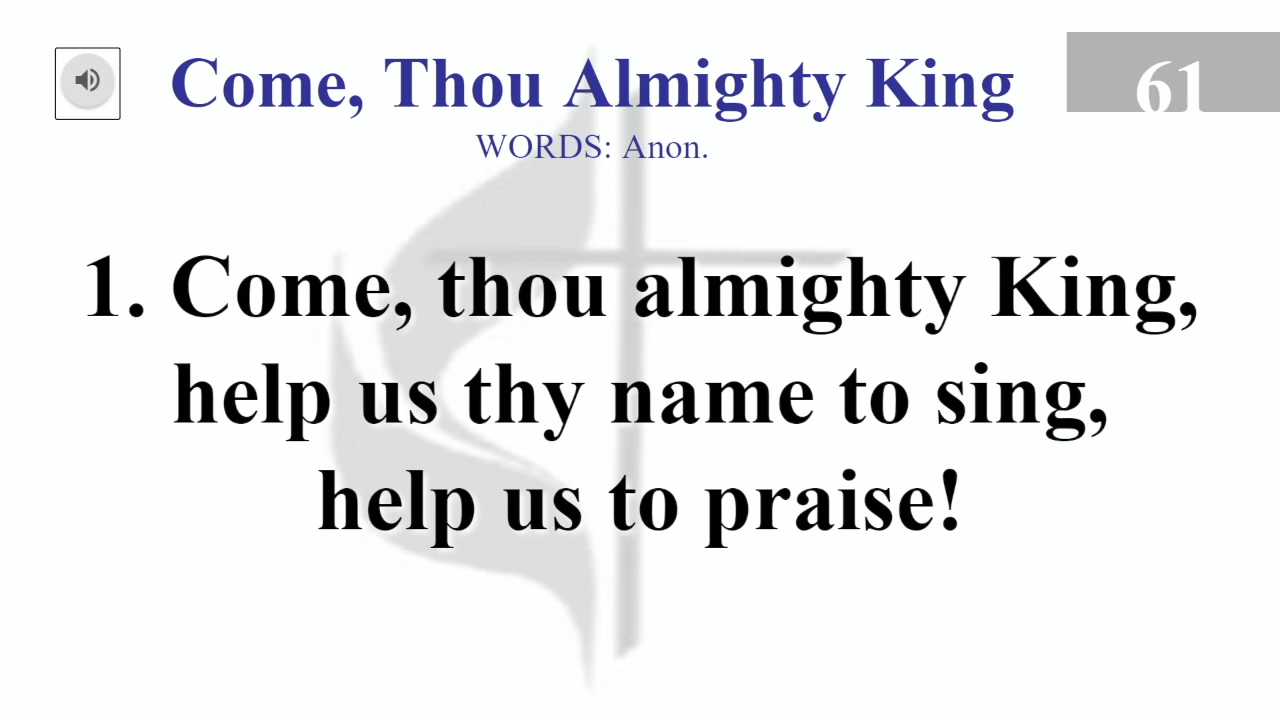 Come, Thou Almighty King
61
WORDS: Anon.
1. Come, thou almighty King,
help us thy name to sing,
help us to praise!